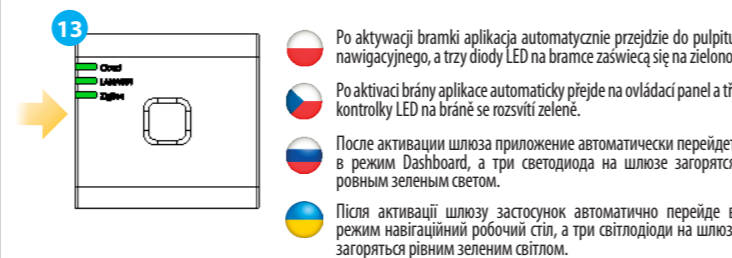 13
Cloud
LAN/WiFi
ZigBee
Po aktywacji bramki aplikacja automatycznie przejdzie do pulpitu
nawigacyjnego, a trzy diody LED na bramce zaświecą się na zielono
Po aktivaci brány aplikace automaticky přejde na ovládací panel a tř
kontrolky LED na bráně se rozsvítí zeleně.
После активации шлюза приложение автоматически перейдет
в режим Dashboard, а три светодиода на шлюзе загорятся
ровным зеленым светом.
Після активації шлюзу застосунок автоматично перейде в
режим навігаційний робочий стіл, а три світлодіоди на шлюз
загоряться рівним зеленим світлом.